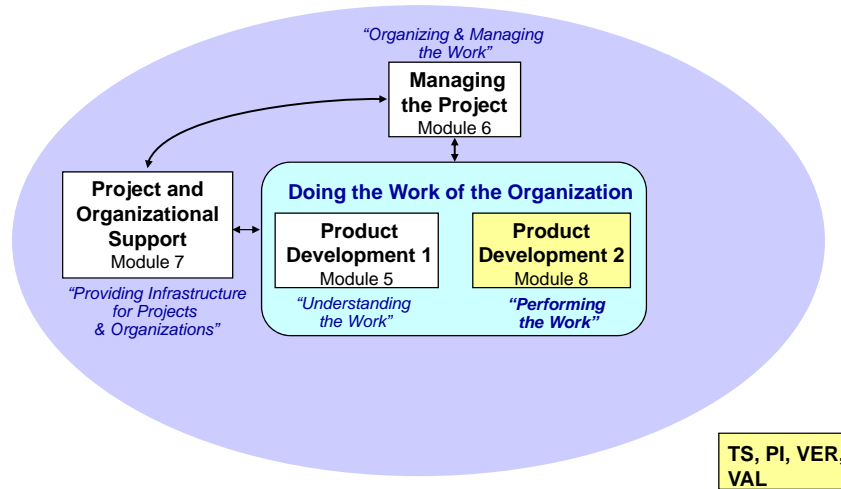 “Organizing & Managing
the Work”
Managing
the Project
Module 6
Project and
Organizational
Support
Module 7
“Providing Infrastructure
for Projects
& Organizations”
Doing the Work of the Organization
Product
Development 1
Module 5
“Understanding
the Work”
Product
Development 2
Module 8
“Performing
the Work”
TS, PI, VER,
VAL